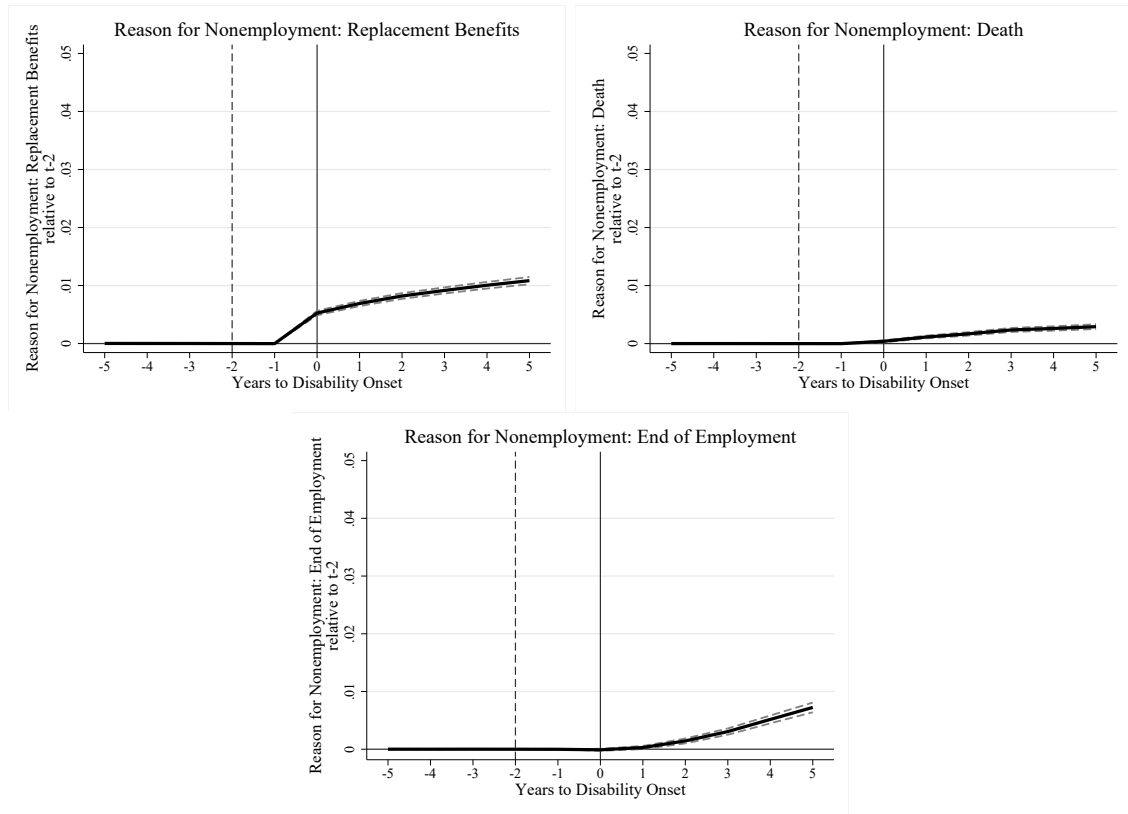 Reason for Nonemployment: Replacement Benefits
Reason for Nonemployment: Replacement Benefits
relative to t-2
.05
.04
.03
.02
.01
0
-5 -4 -3 -2 -1 0 1 2 3 4 5
Years to Disability Onset
Reason for Nonemployment: Death
Reason for Nonemployment: Death
relative to t-2
.05
.04
.03
.02
.01
0
-5 -4 -3 -2 -1 0 1 2 3 4 5
Years to Disability Onset
Reason for Nonemployment: End of Employment
Reason for Nonemployment: End of Employment
relative to t-2
.05
.04
.03
.02
.01
0
-5 -4 -3 -2 -1 0 1 2 3 4 5
Years to Disability Onset